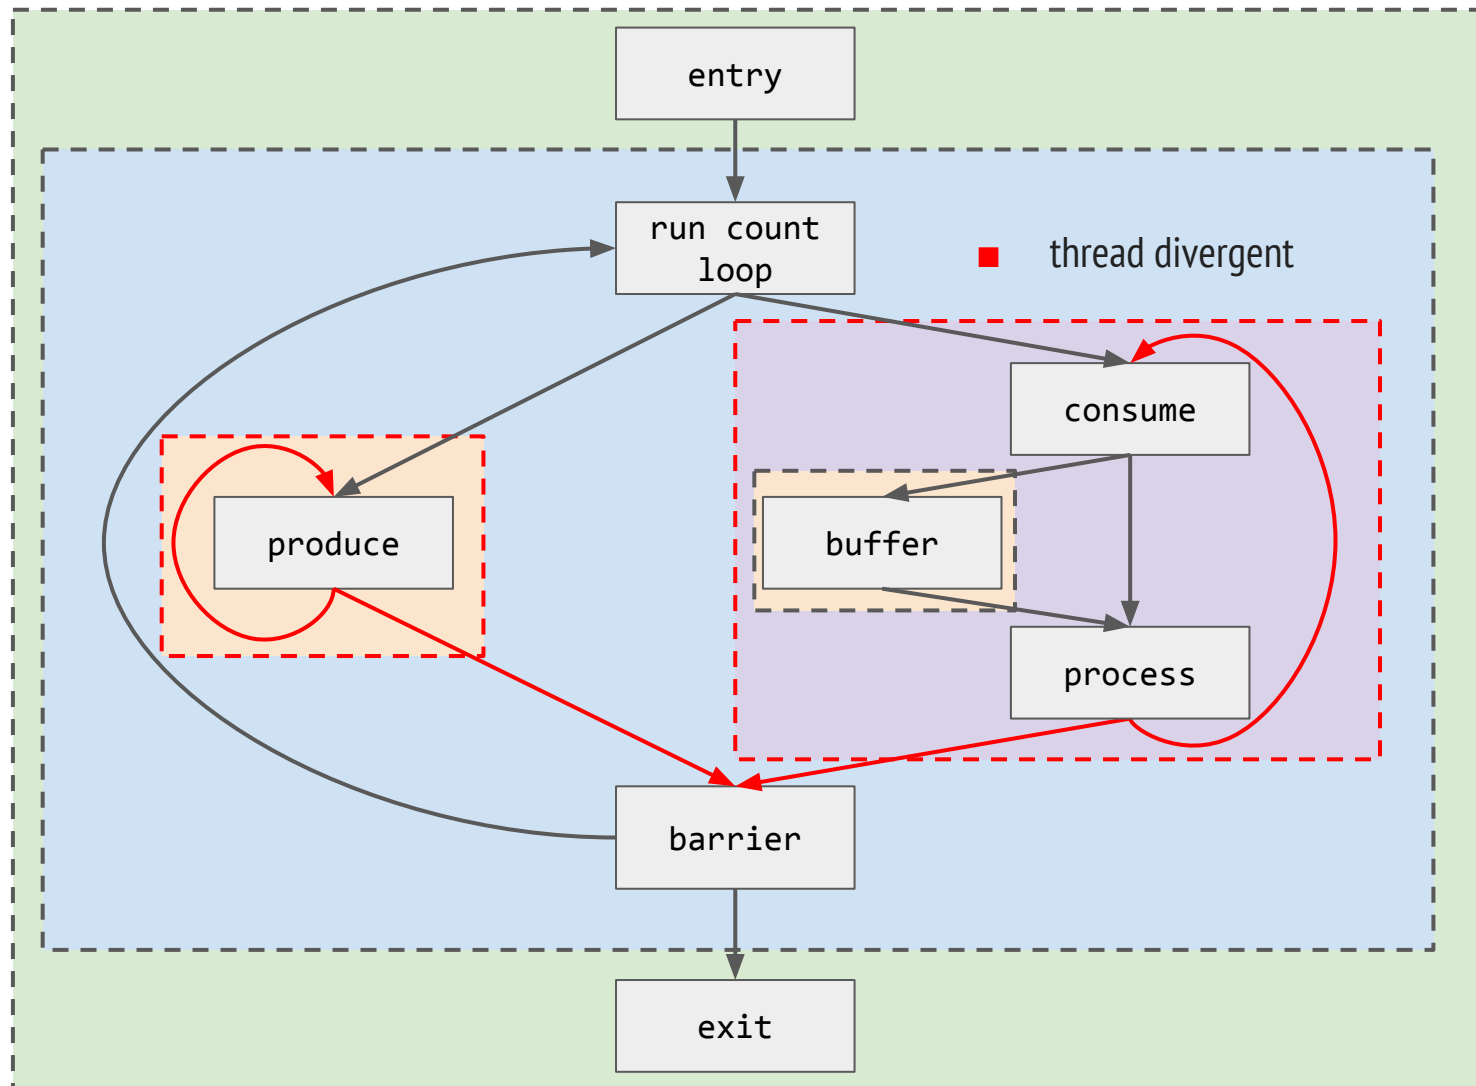 entry
run count
loop
thread divergent
consume
produce
buffer
process
barrier
exit